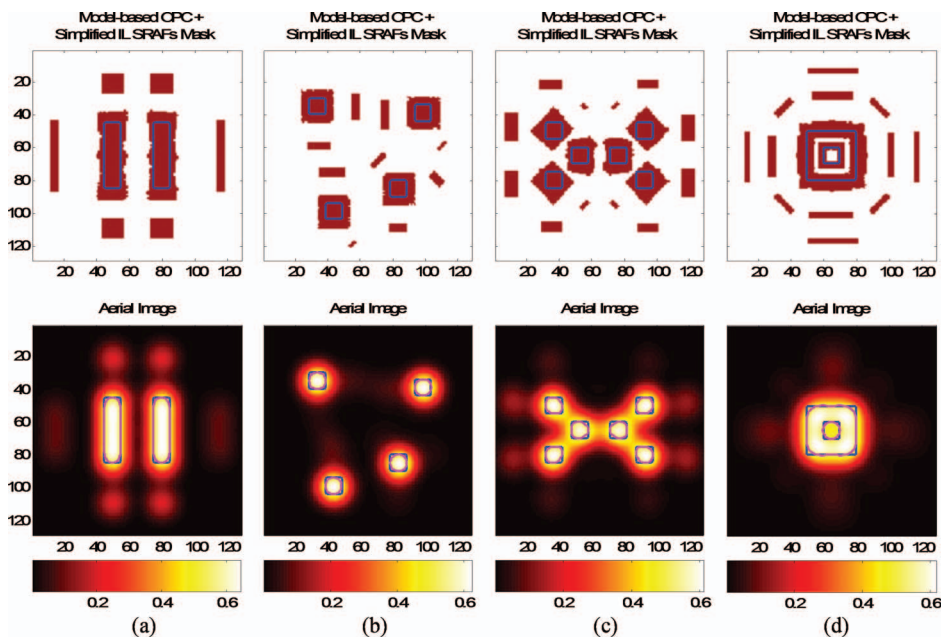 Model-based OPC +
Simplified IL SRAFs Mask
Model-based OPC +
Simplified IL SRAFs Mask
Model-based OPC +
Simplified IL SRAFs Mask
Model-based OPC +
Simplified IL SRAFs Mask
20
40
60
80
100
120
20 40 60 80 100 120
20 40 60 80 100 120
20 40 60 80 100 120
20 40 60 80 100 120
Aerial Image
Aerial Image
Aerial Image
Aerial Image
20
40
60
80
100
120
20 40 60 80 100 120
20 40 60 80 100 120
20 40 60 80 100 120
20 40 60 80 100 120
0.2 0.4 0.6
0.2 0.4 0.6
0.2 0.4 0.6
0.2 0.4 0.6
(a)
(b)
(c)
(d)